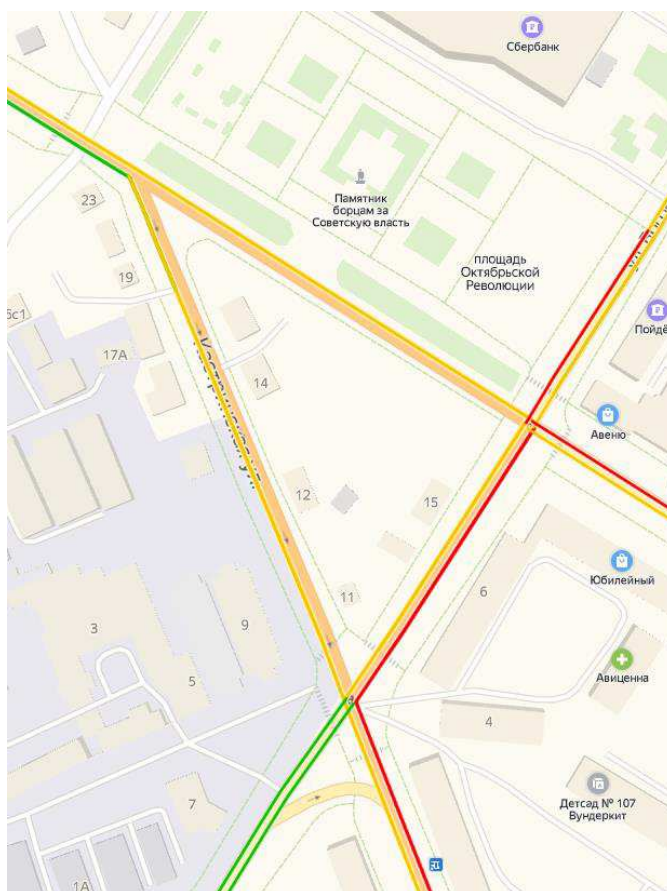 Сбербанк
Памятник
борцам за
Советскую власть
23
площадь
Октябрьской
Революции
19
6с1
Пойдё
17А
14
Авеню
12
15
Юбилейный
6
11
3
9
5
Авиценна
4
7
Детсад № 107
Вундеркит
1А